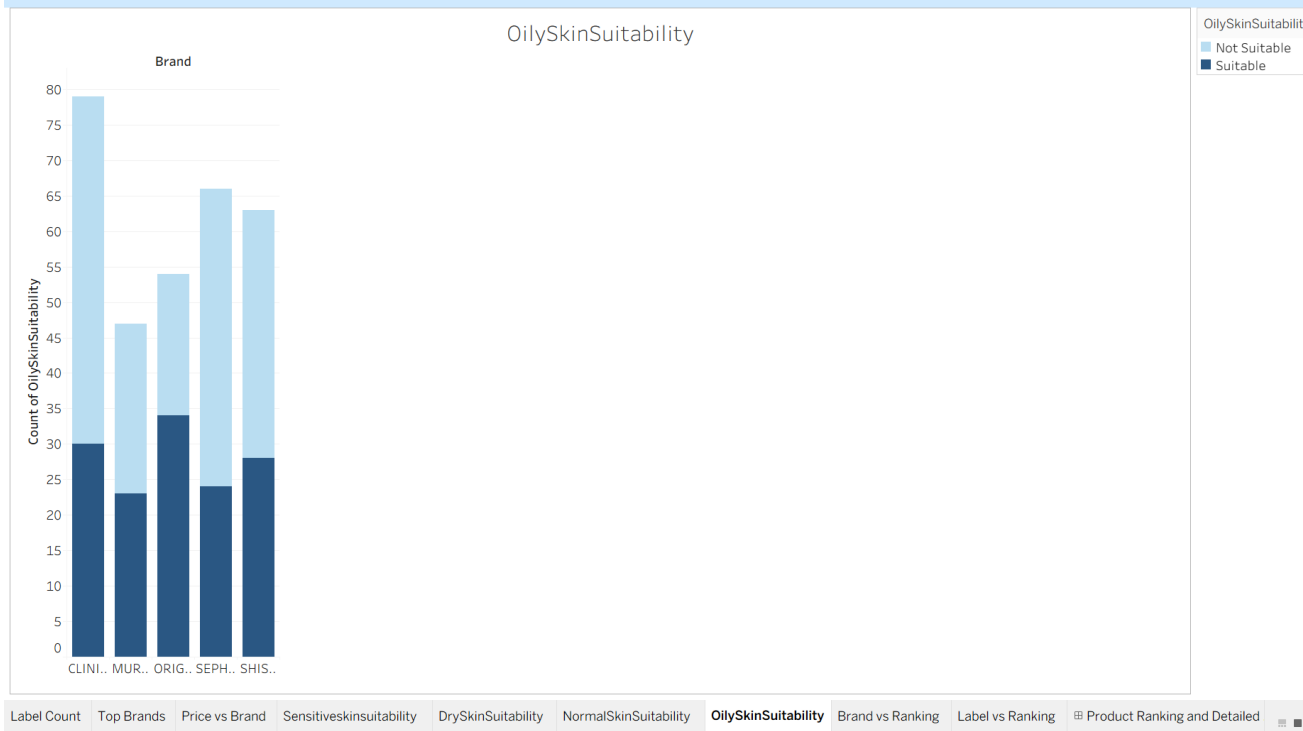 OilySkinSuitability
OilySkinSuitabilit
Not Suitable
Suitable
Brand
80
75
70
65
60
55
50
45
40
35
30
25
20
15
10
5
0
Count of OilySkinSuitability
CLINI.. MUR.. ORIG.. SEPH.. SHIS..
Label Count Top Brands Price vs Brand Sensitiveskinsuitability DrySkinSuitability NormalSkinSuitability OilySkinSuitability Brand vs Ranking Label vs Ranking Product Ranking and Detailed